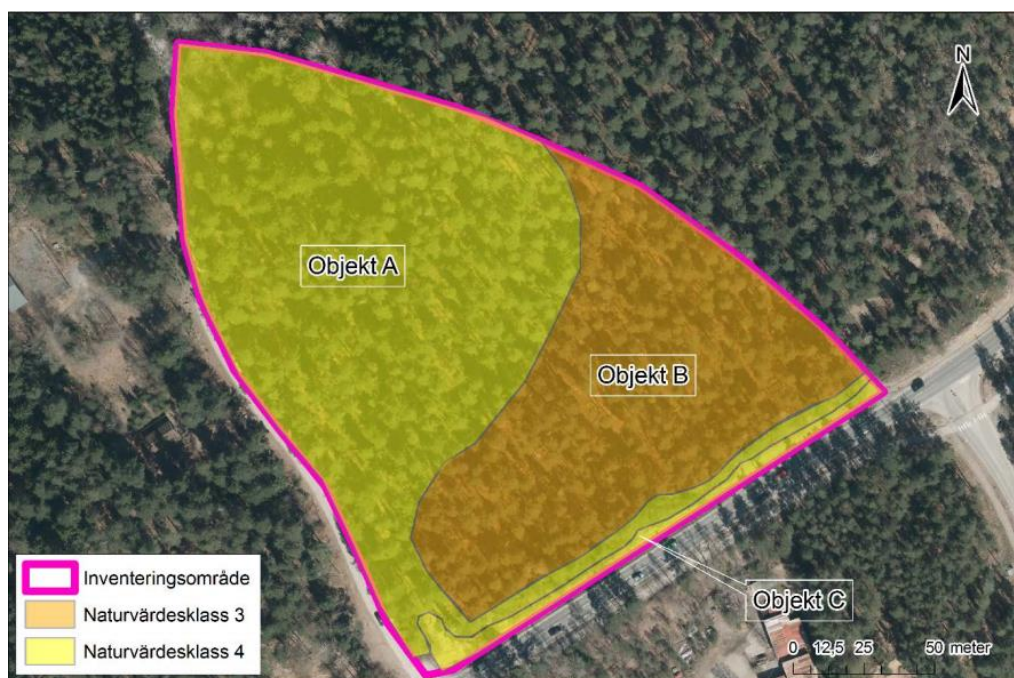 N
Objekt A
Objekt B
Objekt C
Inventeringsområde
Naturvärdesklass 3
Naturvärdesklass 4
0 12,5 25 50 meter